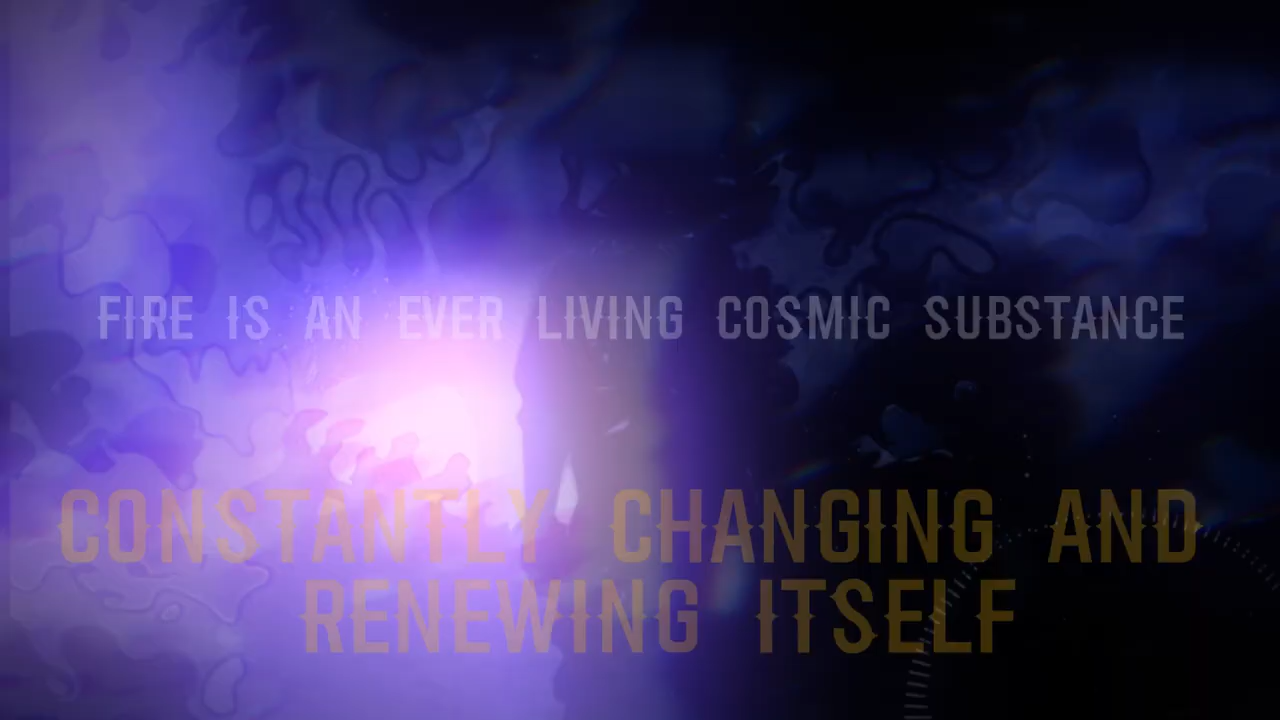 FIRE IS AN EVER LIVING COSMIC SUBSTANCE
CONSTANTLY CHANGING AND
RENEWING ITSELF